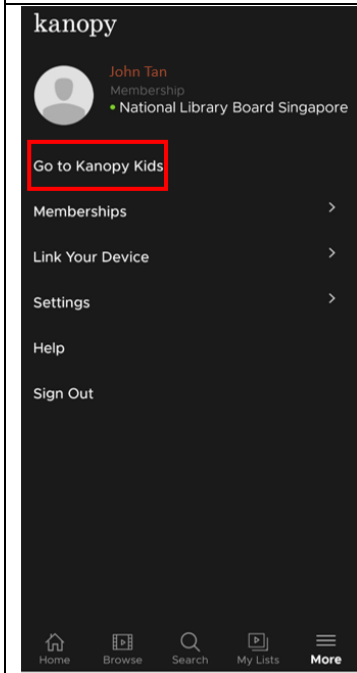 kanopy
John Tan
Membership
• National Library Board Singapore
Go to Kanopy Kids
Memberships
Link Your Device
Settings
Help
Sign Out
Home Browse Search My Lists More